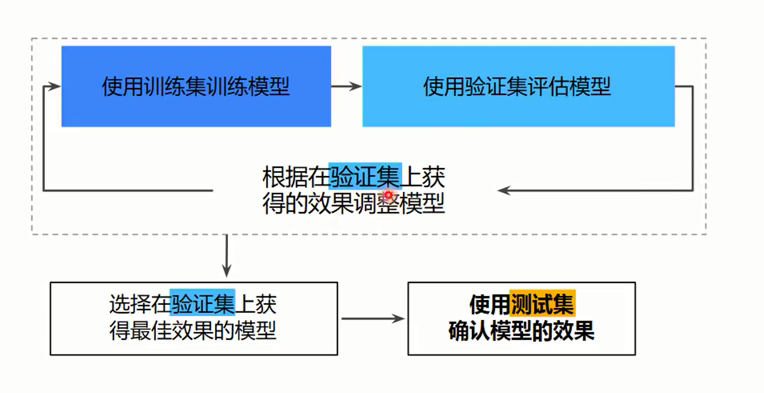 使用训练集训练模型
使用验证集评估模型
根据在验证集上获
得的效果调整模型
选择在验证集上获
得最佳效果的模型
使用测试集
确认模型的效果